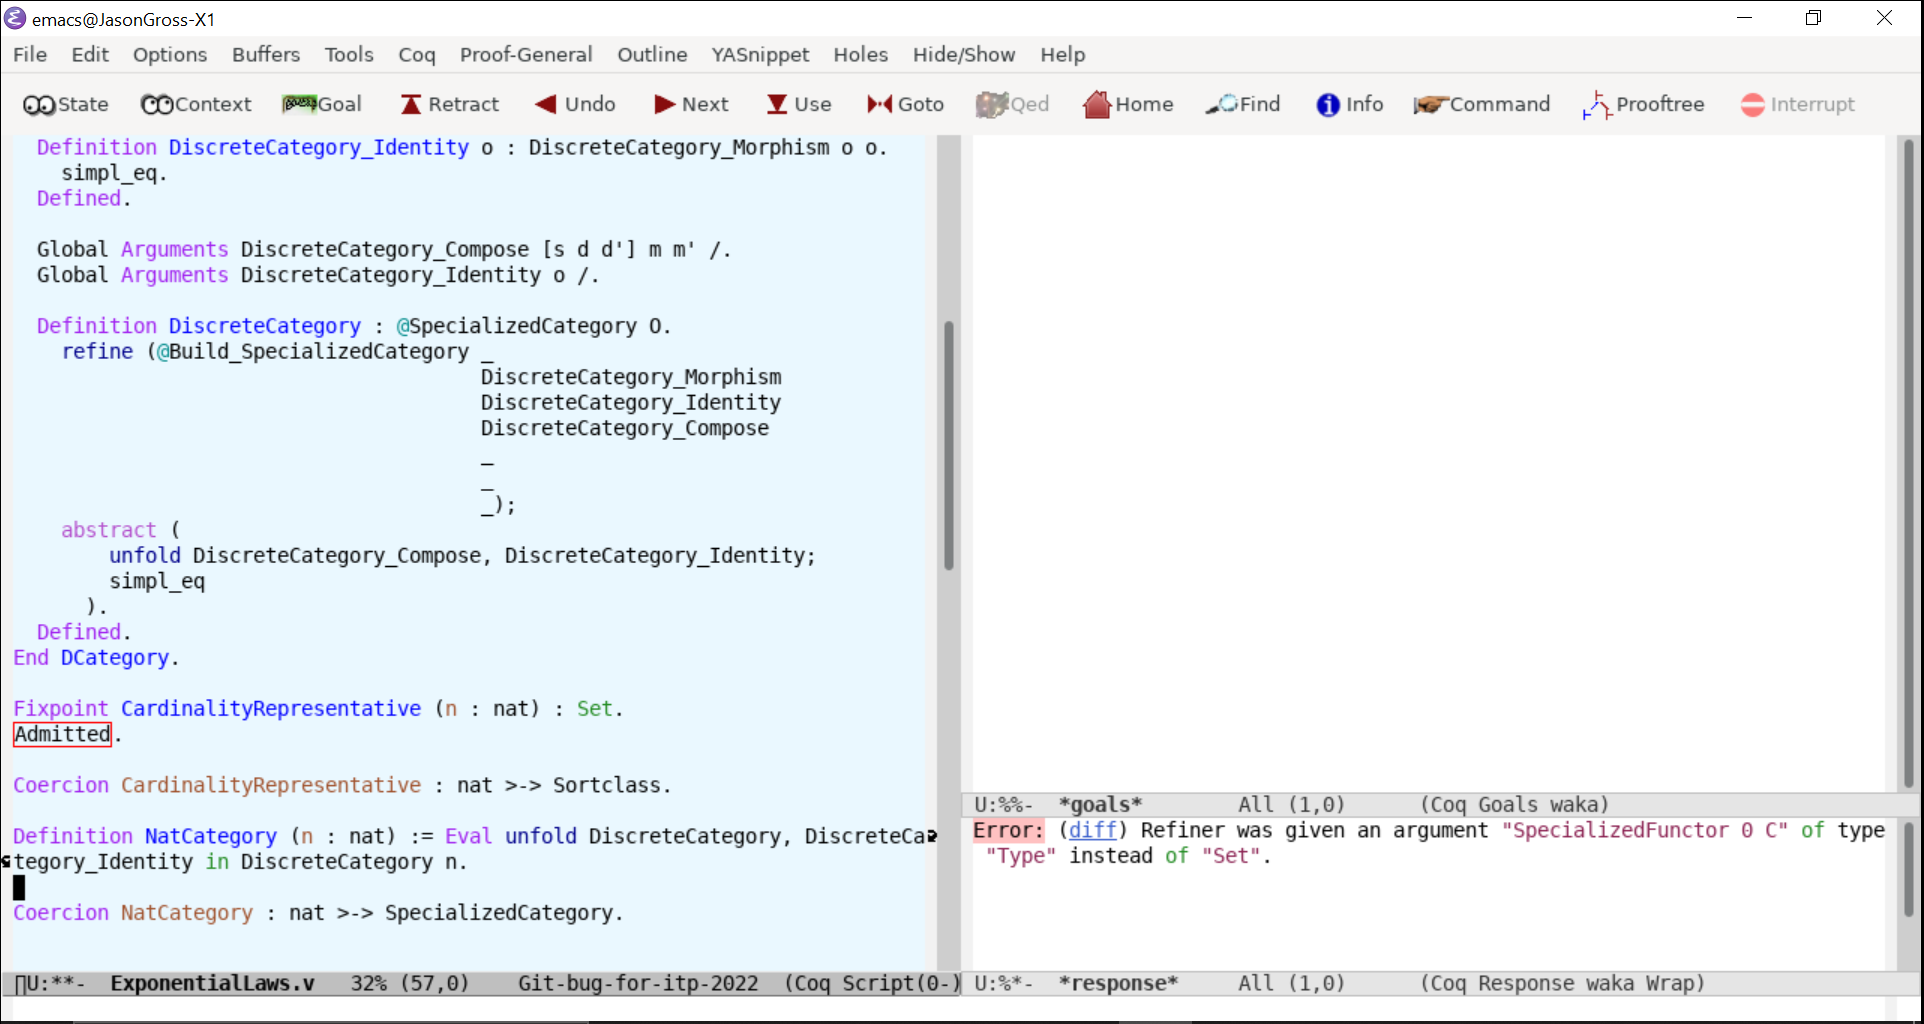 emacs@JasonGross-X1
File Edit Options Buffers Tools Coq Proof-General Outline YASnippet Holes Hide/Show Help
State Context Goal Retract Undo Next Use Goto Qed Home Find Info Command Prooftree Interrupt
Definition DiscreteCategory_Identity o : DiscreteCategory_Morphism o o.
simpl_eq.
Defined.
Global Arguments DiscreteCategory_Compose [s d d'] m m' /.
Global Arguments DiscreteCategory_Identity o /.
Definition DiscreteCategory : @SpecializedCategory O.
refine (@Build_SpecializedCategory _
DiscreteCategory_Morphism
DiscreteCategory_Identity
DiscreteCategory_Compose
_
_
_);
abstract (
unfold DiscreteCategory_Compose, DiscreteCategory_Identity;
simpl_eq
).
Defined.
End DCategory.
Fixpoint CardinalityRepresentative (n : nat) : Set.
Admitted.
Coercion CardinalityRepresentative : nat >-> Sortclass.
Definition NatCategory (n : nat) := Eval unfold DiscreteCategory, DiscreteCa
tegory_Identity in DiscreteCategory n.
Coercion NatCategory : nat >-> SpecializedCategory.
U:**- ExponentialLaws.v 32% (57,0) Git-bug-for-itp-2022 (Coq Script(0-)
U:%%- *goals* All (1,0) (Coq Goals waka)
Error: (diff) Refiner was given an argument "SpecializedFunctor 0 C" of type
"Type" instead of "Set".
U:%*- *response* All (1,0) (Coq Response waka Wrap)